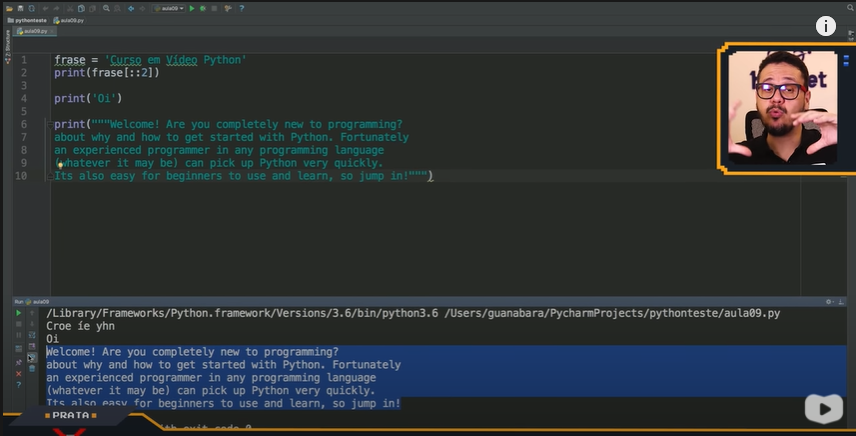 aula09
pythonteste aula09.py
aula09.py
Z: Structure
1 frase = 'Curso em Vídeo Python'
2 print(frase[::2])
3
4 print('Oi')
5
6 print("""Welcome! Are you completely new to programming?
7 about why and how to get started with Python. Fortunately
8 an experienced programmer in any programming language
9 (whatever it may be) can pick up Python very quickly.
10 Its also easy for beginners to use and learn, so jump in!""")
Run aula09
/Library/Frameworks/Python.framework/Versions/3.6/bin/python3.6 /Users/guanabara/PycharmProjects/pythonteste/aula09.py
Croe íe yhn
Oi
Welcome! Are you completely new to programming?
about why and how to get started with Python. Fortunately
an experienced programmer in any programming language
(whatever it may be) can pick up Python very quickly.
Its also easy for beginners to use and learn, so jump in!
PRATA
with exit code 0